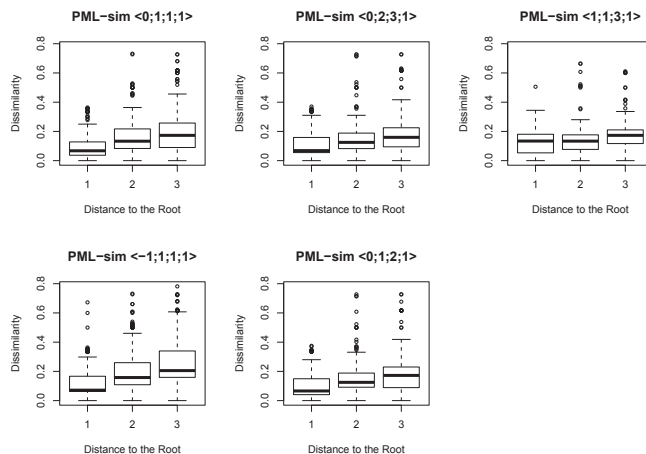 PML−sim <0;1;1;1>
Dissimilarity
0.0 0.2 0.4 0.6 0.8
1 2 3
Distance to the Root
PML−sim <0;2;3;1>
Dissimilarity
0.0 0.2 0.4 0.6 0.8
1 2 3
Distance to the Root
PML−sim <1;1;3;1>
Dissimilarity
0.0 0.2 0.4 0.6 0.8
1 2 3
Distance to the Root
PML−sim <−1;1;1;1>
Dissimilarity
0.0 0.2 0.4 0.6 0.8
1 2 3
Distance to the Root
PML−sim <0;1;2;1>
Dissimilarity
0.0 0.2 0.4 0.6 0.8
1 2 3
Distance to the Root